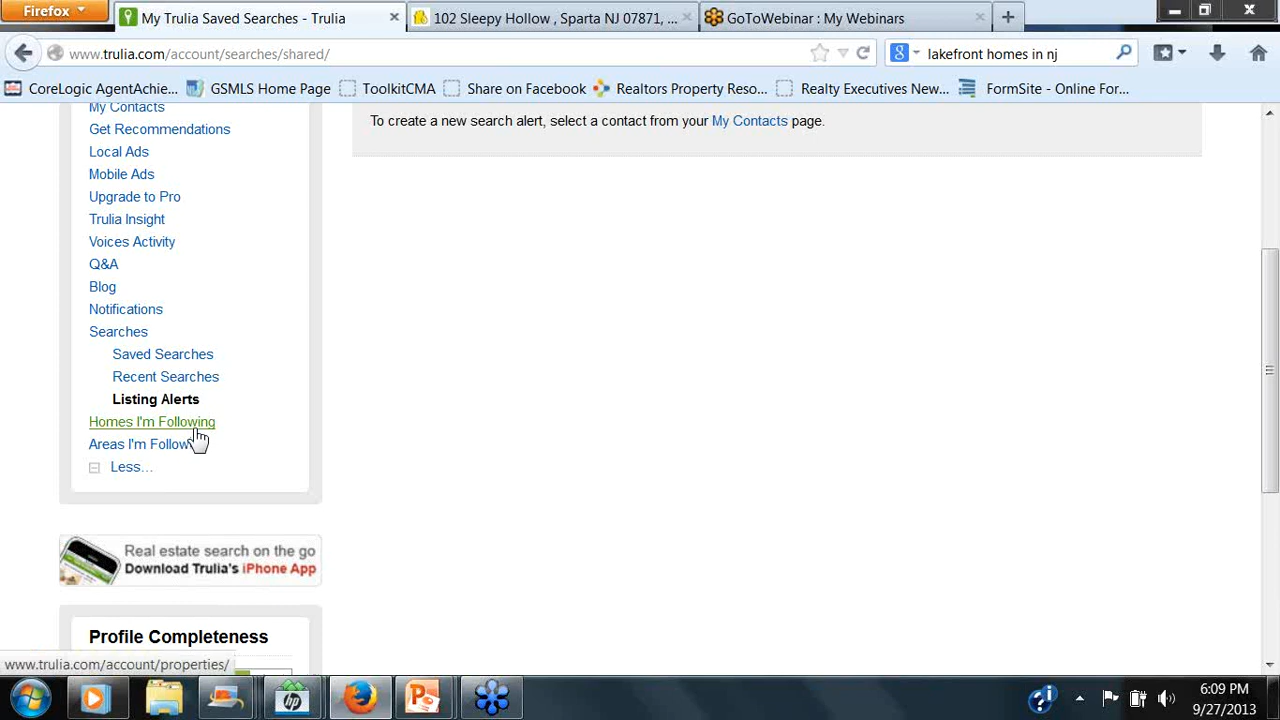 Firefox
My Trulia Saved Searches - Trulia
102 Sleepy Hollow , Sparta NJ 07871, ...
GoToWebinar : My Webinars
www.trulia.com/account/searches/shared/
lakefront homes in nj
CoreLogic AgentAchie...
GSMLS Home Page
ToolkitCMA
Share on Facebook
Realtors Property Reso...
Realty Executives New...
FormSite - Online For...
My Contacts
To create a new search alert, select a contact from your My Contacts page.
Get Recommendations
Local Ads
Mobile Ads
Upgrade to Pro
Trulia Insight
Voices Activity
Q&A
Blog
Notifications
Searches
Saved Searches
Recent Searches
Listing Alerts
Homes I'm Following
Areas I'm Follow
Less...
Real estate search on the go
Download Trulia's iPhone App
Profile Completeness
www.trulia.com/account/properties/
6:09 PM
9/27/2013